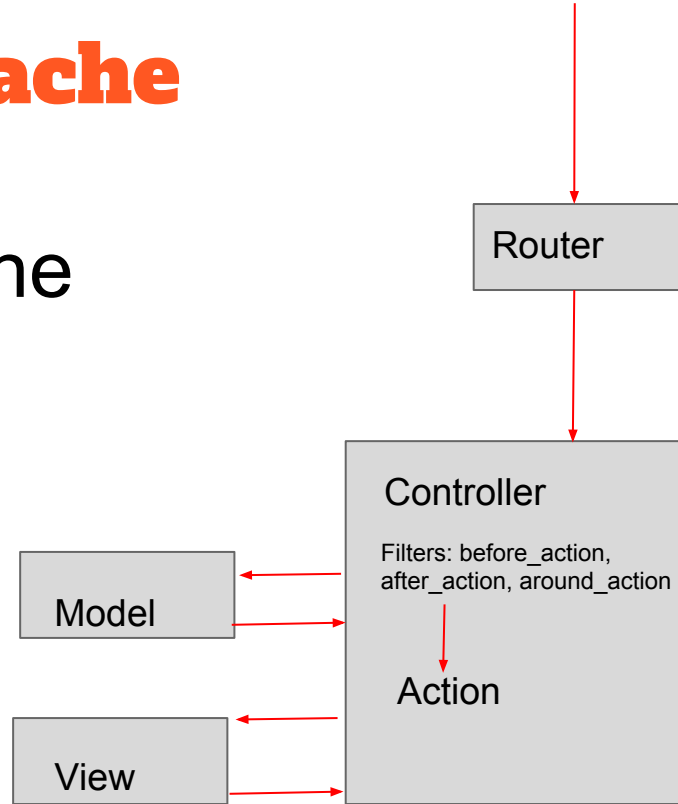 ache
ne
Router
Controller
Filters: before_action,
after_action, around_action
Model
Action
View